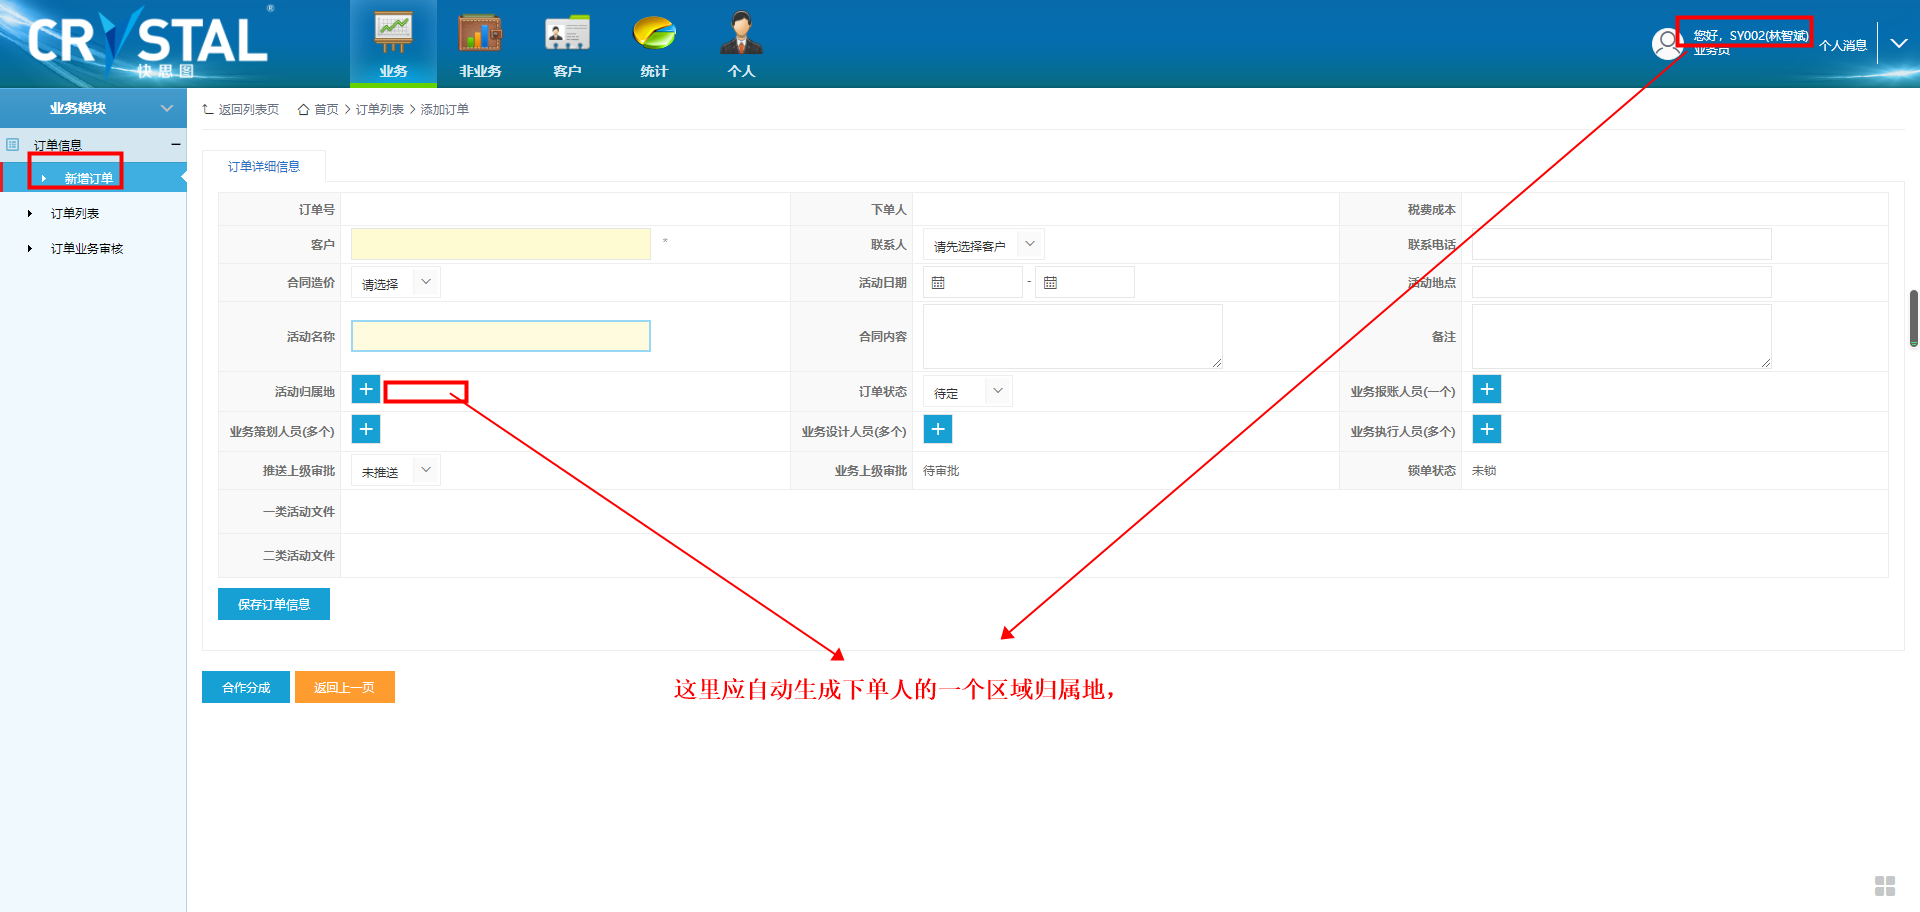 CRYSTAL
®
快思图
业务
非业务
客户
统计
个人
您好，SY002(林智斌)
业务员
个人消息
业务模块
订单信息
新增订单
订单列表
订单业务审核
返回列表页 首页 > 订单列表 > 添加订单
订单详细信息
订单号 下单人 税费成本
客户 * 联系人 请先选择客户 联系电话
合同造价 请选择 活动日期 - 活动地点
活动名称 合同内容 备注
活动归属地 + 订单状态 待定 业务报账人员(一个) +
业务策划人员(多个) + 业务设计人员(多个) + 业务执行人员(多个) +
推送上级审批 未推送 业务上级审批 待审批 锁单状态 未锁
一类活动文件
二类活动文件
保存订单信息
合作分成 返回上一页
这里应自动生成下单人的一个区域归属地，